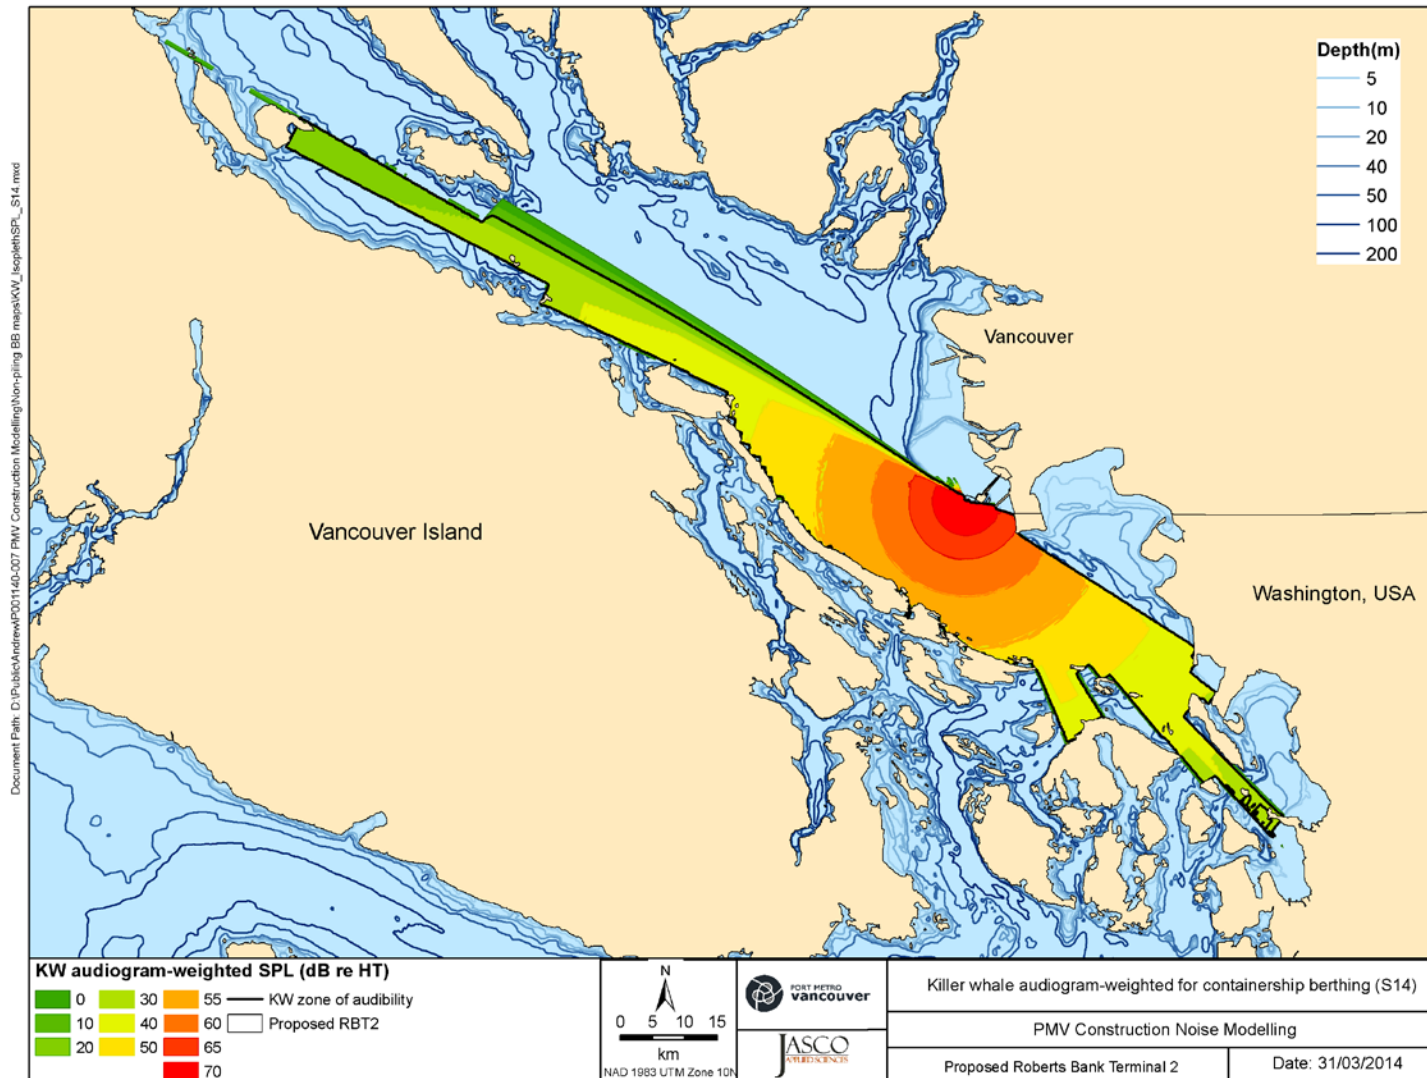 Depth(m)
5
10
20
40
50
100
200
Vancouver
Vancouver Island
Washington, USA
Document Path: D:\Public\Andrew\P001140-007 PMV Construction Modelling\Non-piling BB maps\KW_IsoplethSPL_S14.mxd
KW audiogram-weighted SPL (dB re HT)
0 30 55 KW zone of audibility
10 40 60 Proposed RBT2
20 50 65
70
N
0 5 10 15
km
NAD 1983 UTM Zone 10N
PORT METRO
vancouver
JASCO
APPLIED SCIENCES
Killer whale audiogram-weighted for containership berthing (S14)
PMV Construction Noise Modelling
Proposed Roberts Bank Terminal 2
Date: 31/03/2014